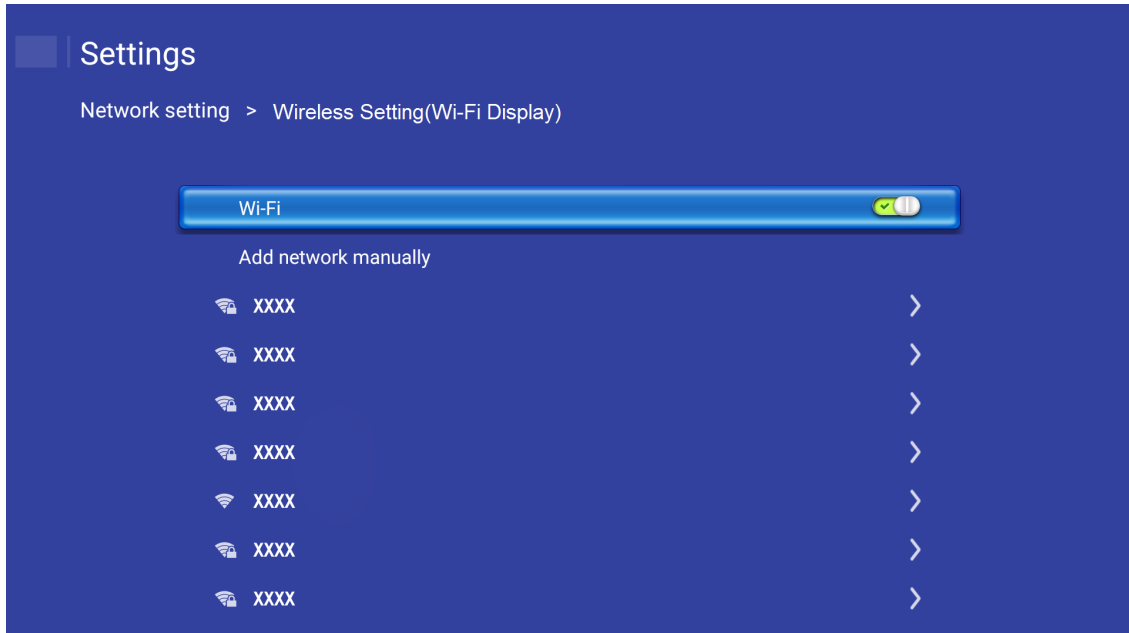 Settings
Network setting > Wireless Setting(Wi-Fi Display)
Wi-Fi
Add network manually
XXXX
XXXX
XXXX
XXXX
XXXX
XXXX
XXXX